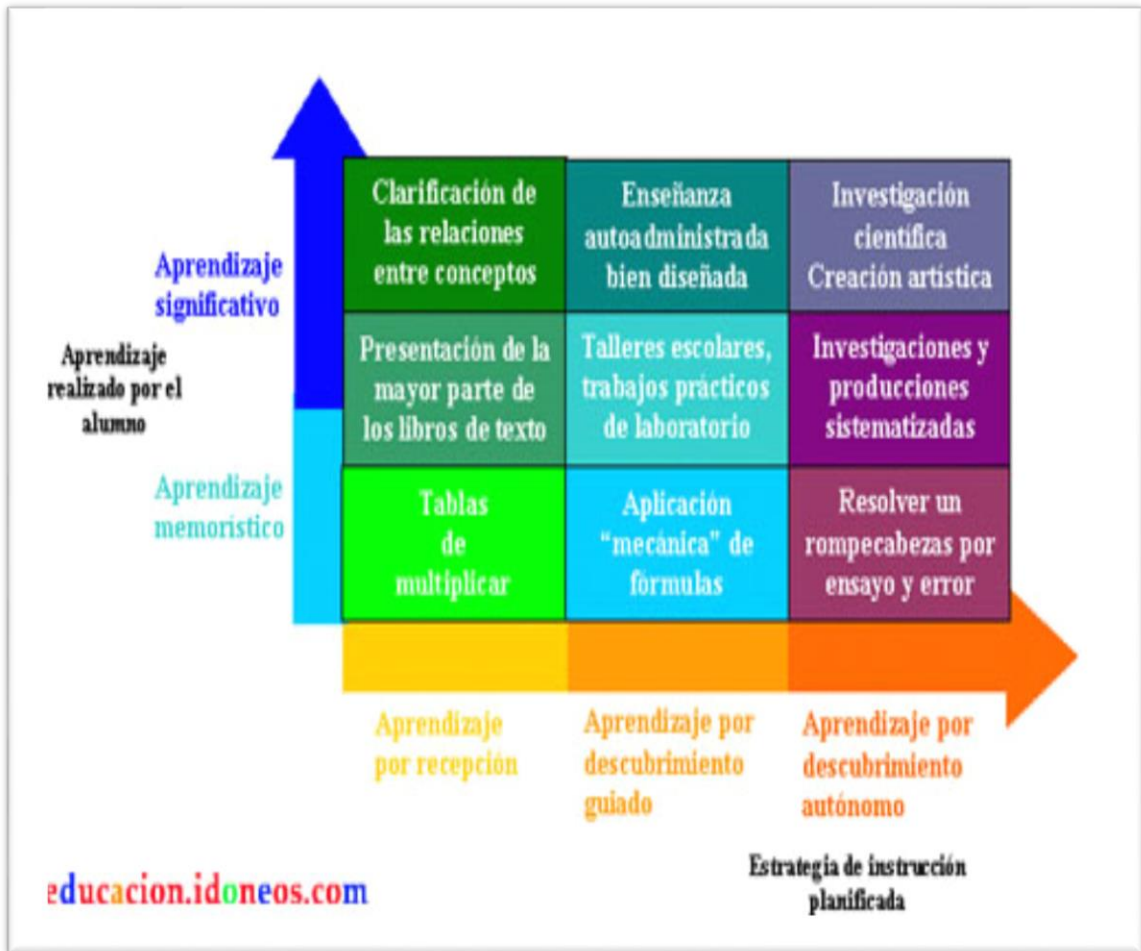 Clarificación de
las relaciones
entre conceptos
Enseñanza
autoadministrada
bien diseñada
Investigación
científica
Creación artística
Aprendizaje
significativo
Presentación de la
mayor parte de
los libros de texto
Talleres escolares,
trabajos prácticos
de laboratorio
Investigaciones y
producciones
sistematizadas
Aprendizaje
realizado por el
alumno
Aprendizaje
memorístico
Tablas
de
multiplicar
Aplicación
“mecánica” de
fórmulas
Resolver un
rompecabezas por
ensayo y error
Aprendizaje
por recepción
Aprendizaje por
descubrimiento
guiado
Aprendizaje por
descubrimiento
autónomo
Estrategia de instrucción
planificada
educacion.idoneos.com